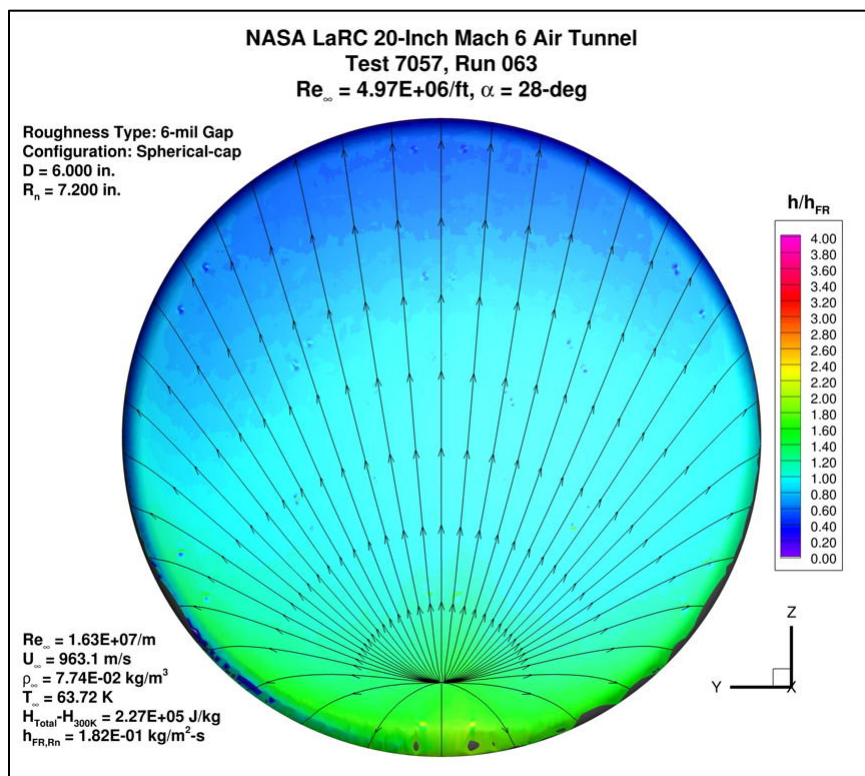 NASA LaRC 20-Inch Mach 6 Air Tunnel
Test 7057, Run 063
Re∞ = 4.97E+06/ft, α = 28-deg
Roughness Type: 6-mil Gap
Configuration: Spherical-cap
D = 6.000 in.
Rn = 7.200 in.
h/hFR
4.00
3.80
3.60
3.40
3.20
3.00
2.80
2.60
2.40
2.20
2.00
1.80
1.60
1.40
1.20
1.00
0.80
0.60
0.40
0.20
0.00
Z
Y
X
Re∞ = 1.63E+07/m
U∞ = 963.1 m/s
ρ∞ = 7.74E-02 kg/m³
T∞ = 63.72 K
HTotal-H300K = 2.27E+05 J/kg
hFR,Rn = 1.82E-01 kg/m²-s